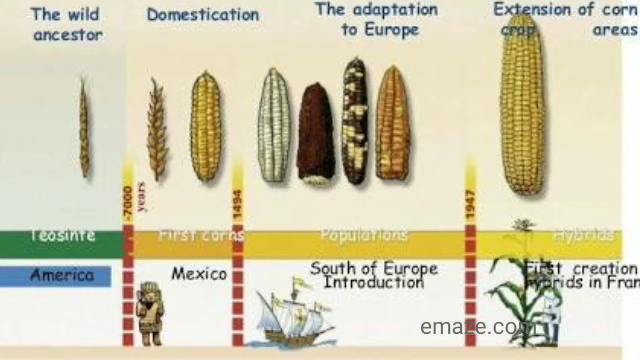 The wild
ancestor
Domestication
The adaptation
to Europe
Extension of corn
crop areas
-7000
years
1494
1947
Teosinte
First corns
Populations
Hybrids
America
Mexico
South of Europe
Introduction
First creation
hybrids in Fran
emaze.com